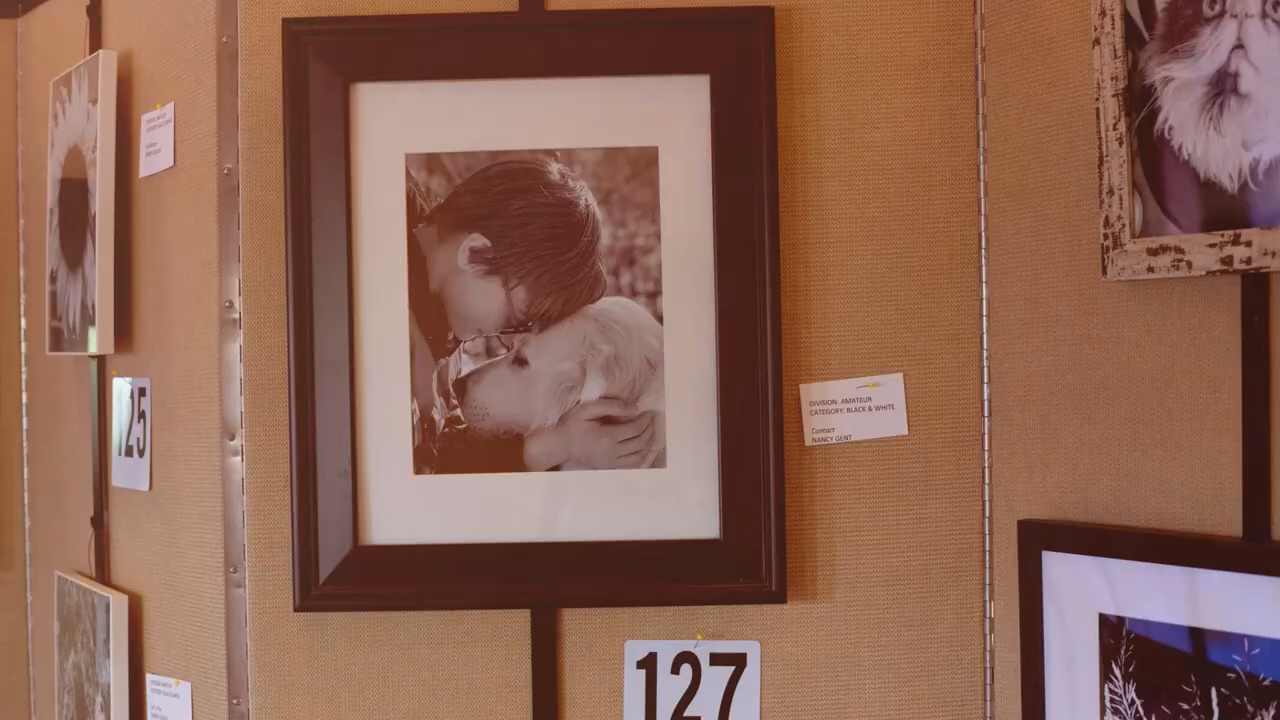 125
DIVISION: AMATEUR
CATEGORY: BLACK & WHITE
Contact
NANCY GENT
127